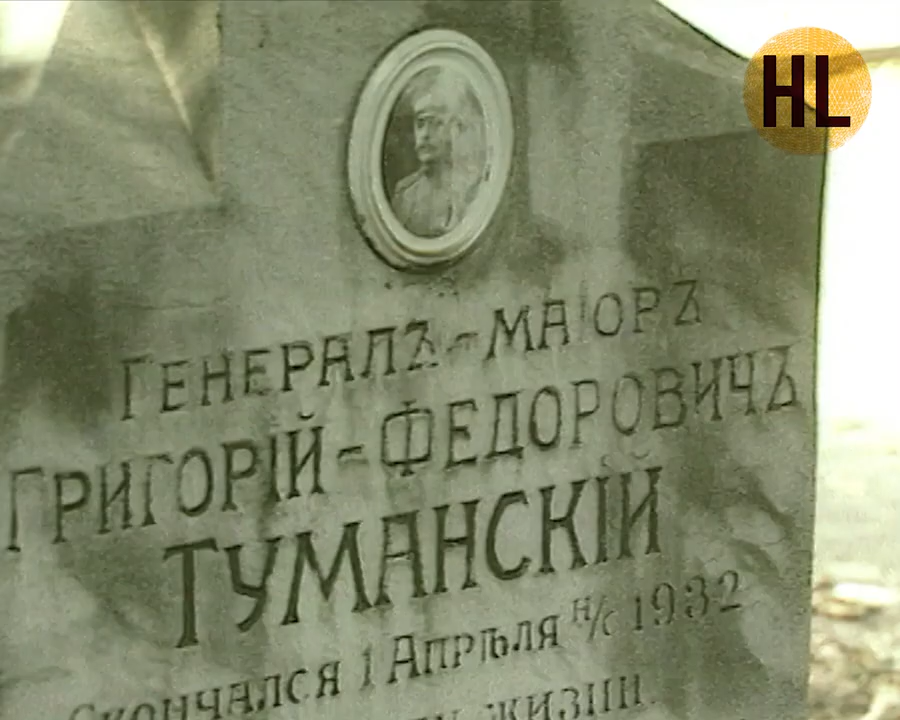 HL
ГЕНЕРАЛЪ-МАIОРЪ
ГРИГОРIЙ-ФЕДОРОВИЧЪ
ТУМАНСКIЙ
СКОНЧАЛСЯ 1 АПРѢЛЯ Н/С 1932
ЖИЗНИ.